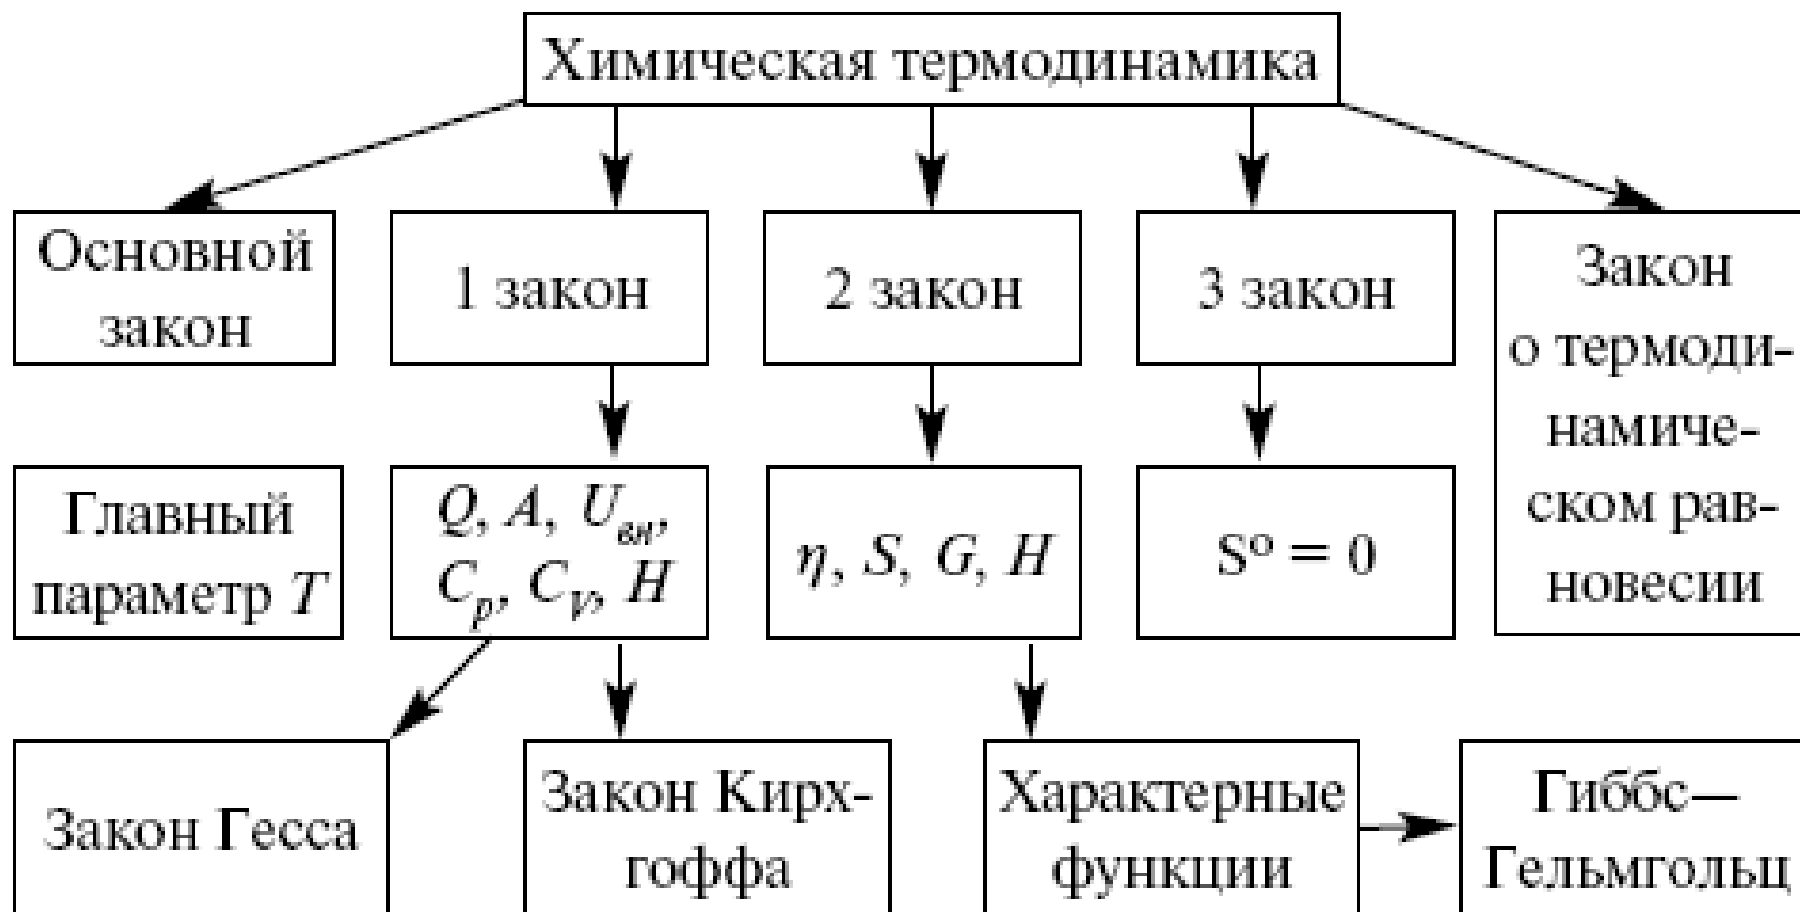 Химическая термодинамика
Основной
закон
1 закон
2 закон
3 закон
Закон
о термоди-
намиче-
ском рав-
новесии
Главный
параметр T
Q, A, Uвн,
Cp, CV, H
η, S, G, H
S° = 0
Закон Гесса
Закон Кирх-
гоффа
Характерные
функции
Гиббс—
Гельмгольц